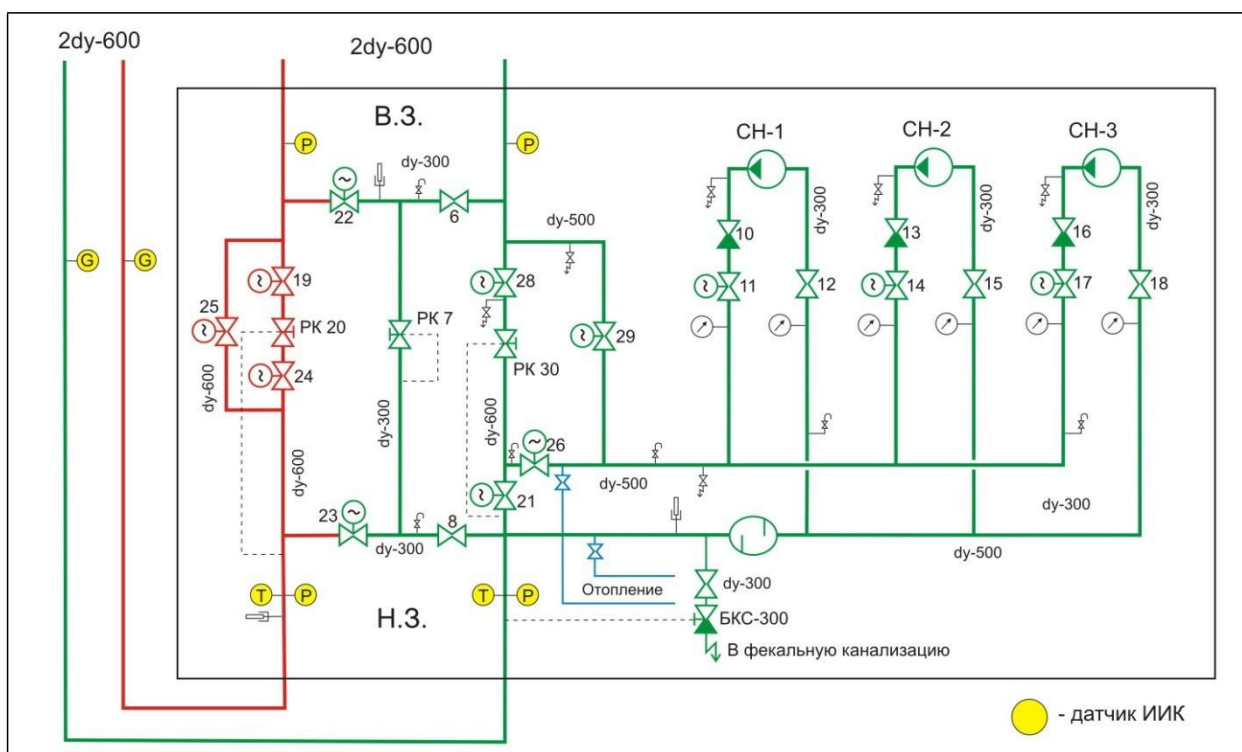 2dy-600
2dy-600
В.З.
P
P
dy-300
22
6
СН-1
СН-2
СН-3
dy-300
dy-300
dy-300
dy-500
10
13
16
G
G
19
28
11
12
14
15
17
18
25
РК 20
РК 7
РК 30
29
24
dy-600
dy-300
dy-600
dy-600
26
dy-500
21
dy-300
23
8
dy-300
dy-500
T
P
T
P
Отопление
dy-300
Н.З.
БКС-300
В фекальную канализацию
- датчик ИИК